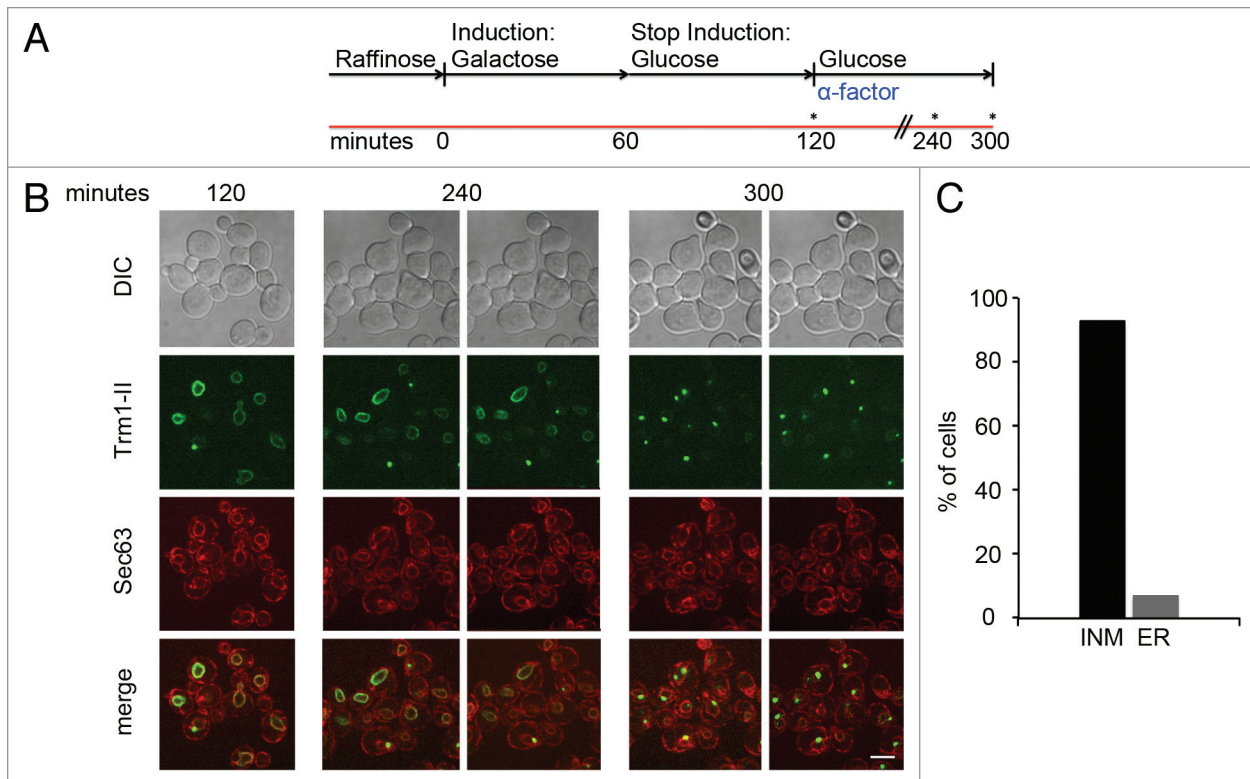 A
Induction: Stop Induction:
Raffinose Galactose Glucose Glucose
α-factor
* * *
minutes 0 60 120 240 300
B
minutes 120 240 300
DIC
Trm1-II
Sec63
merge
C
100
80
60
40
20
0
% of cells
INM ER